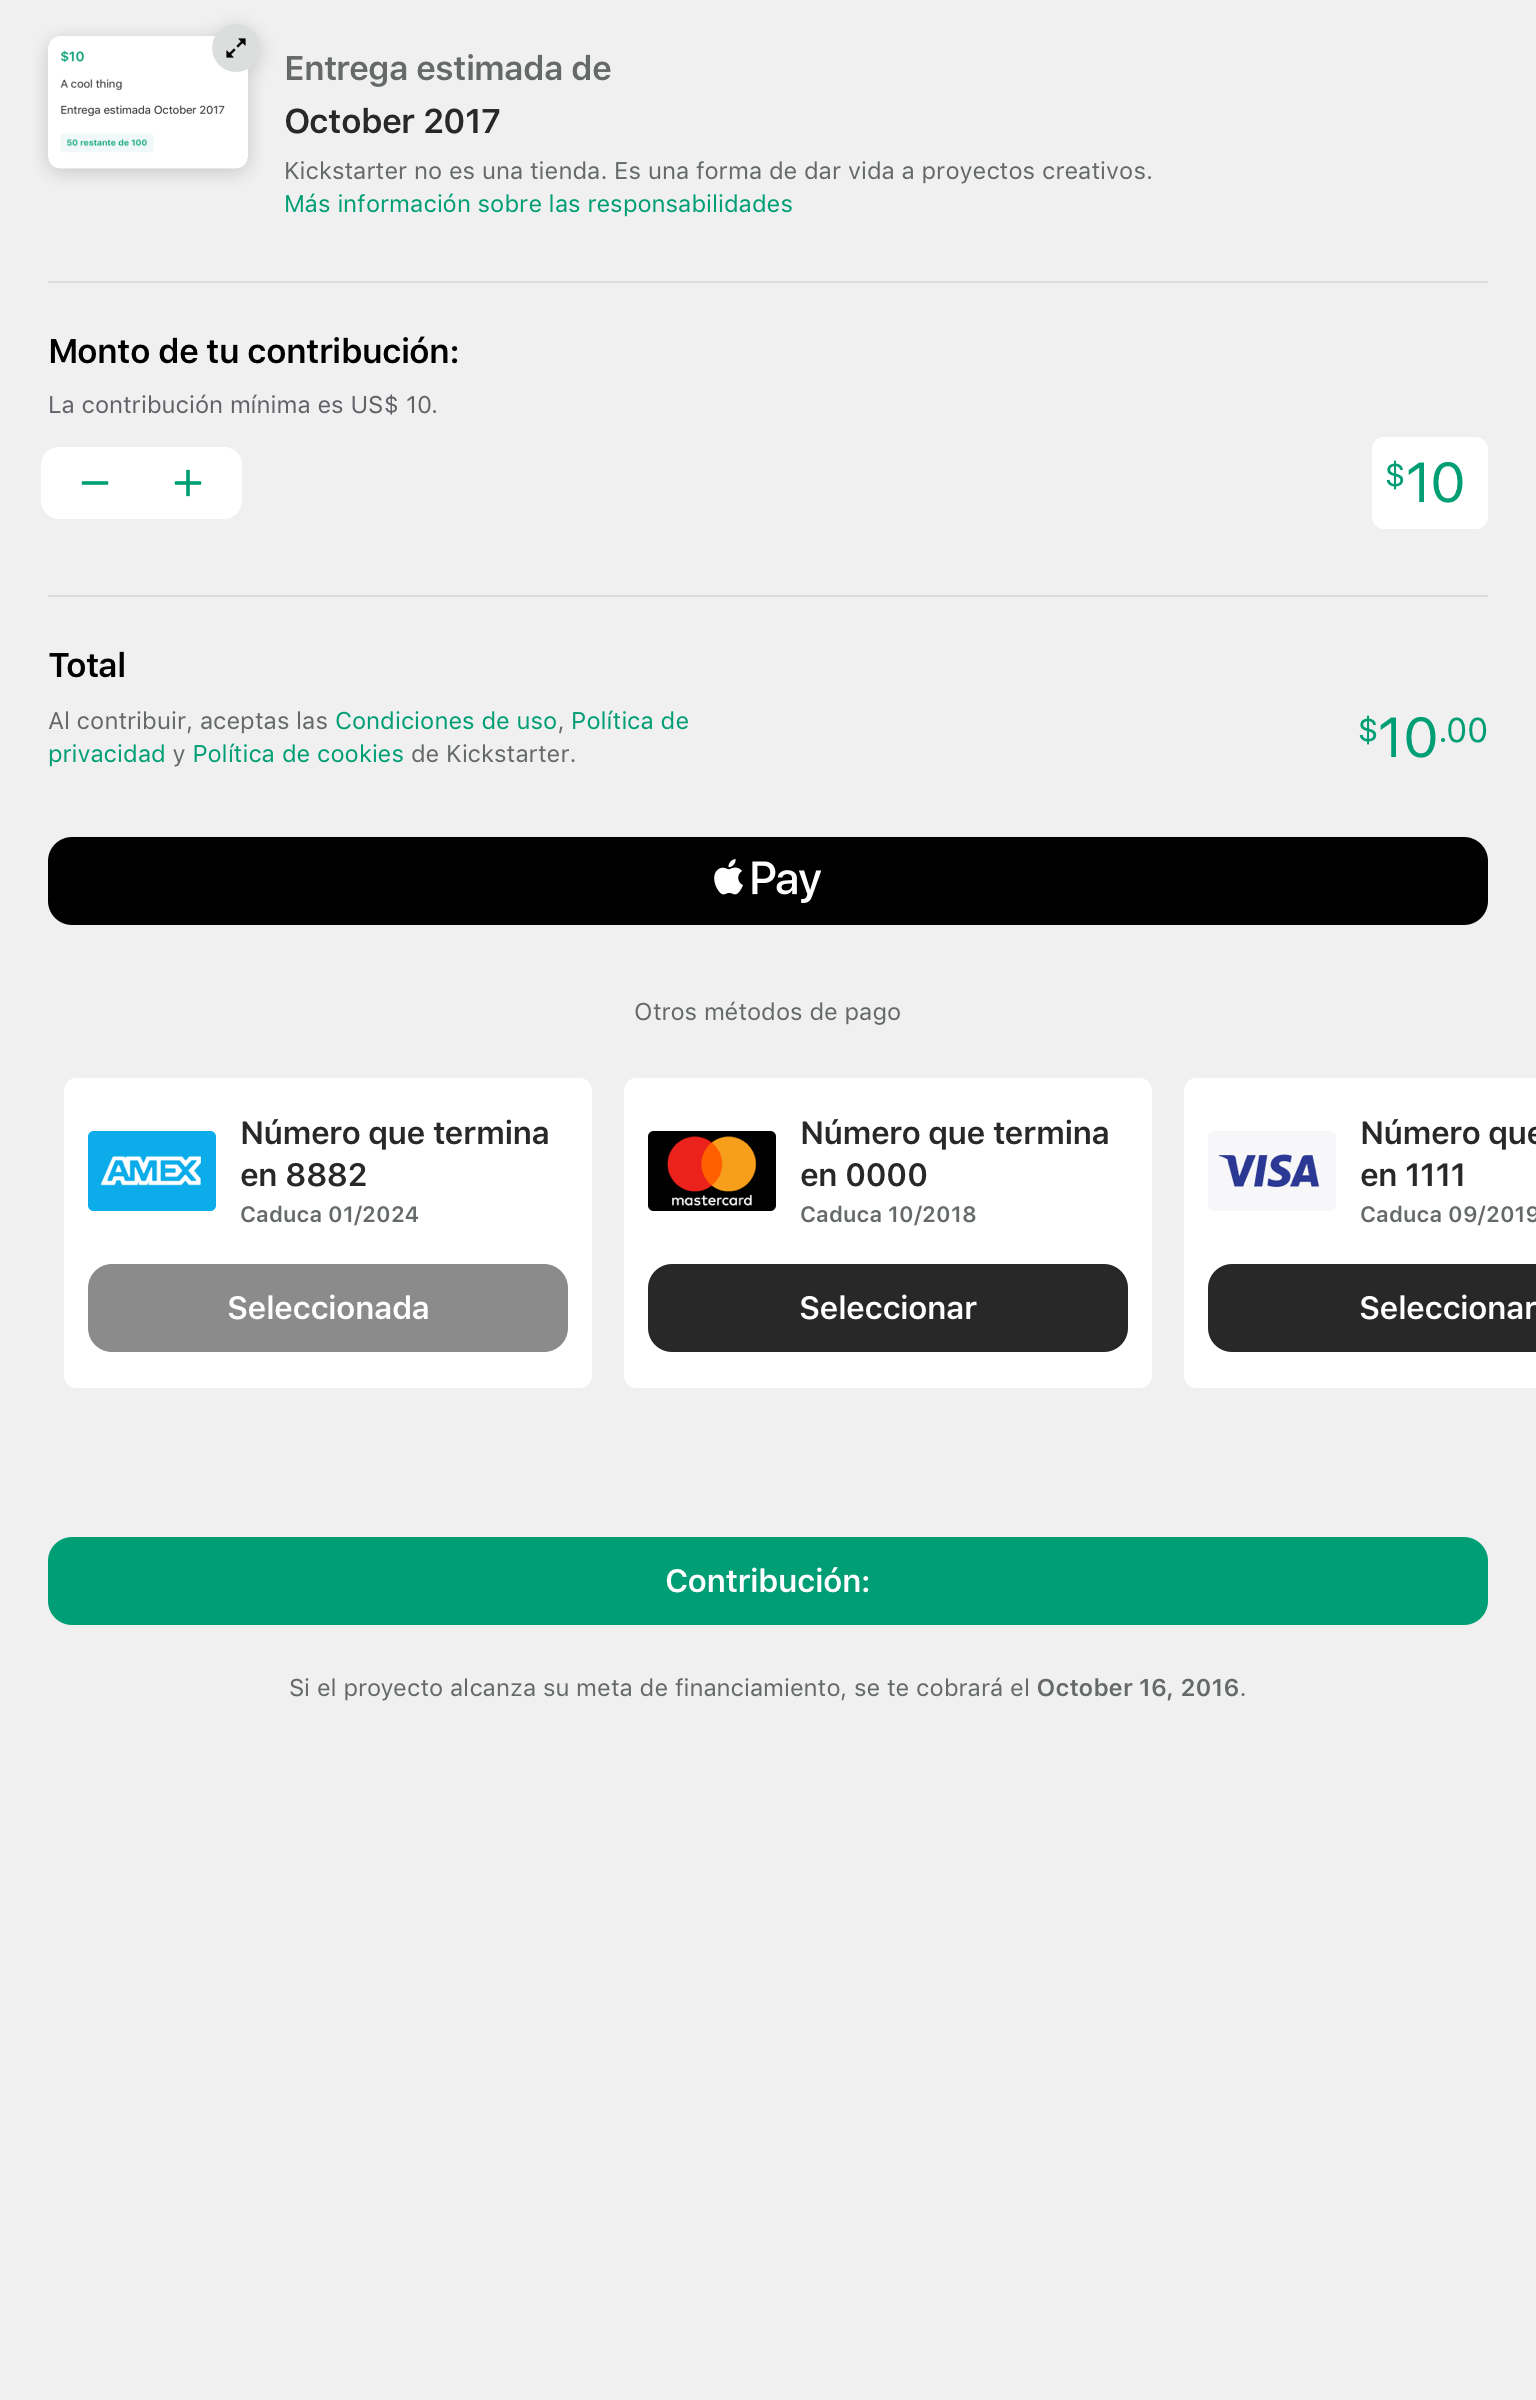 $10
A cool thing
Entrega estimada October 2017
50 restante de 100
Entrega estimada de
October 2017
Kickstarter no es una tienda. Es una forma de dar vida a proyectos creativos.
Más información sobre las responsabilidades
Monto de tu contribución:
La contribución mínima es US$ 10.
$10
Total
Al contribuir, aceptas las Condiciones de uso, Política de
privacidad y Política de cookies de Kickstarter.
$10.00
Pay
Otros métodos de pago
AMEX
Número que termina
en 8882
Caduca 01/2024
Seleccionada
mastercard
Número que termina
en 0000
Caduca 10/2018
Seleccionar
VISA
Número que
en 1111
Caduca 09/2019
Seleccionar
Contribución:
Si el proyecto alcanza su meta de financiamiento, se te cobrará el October 16, 2016.